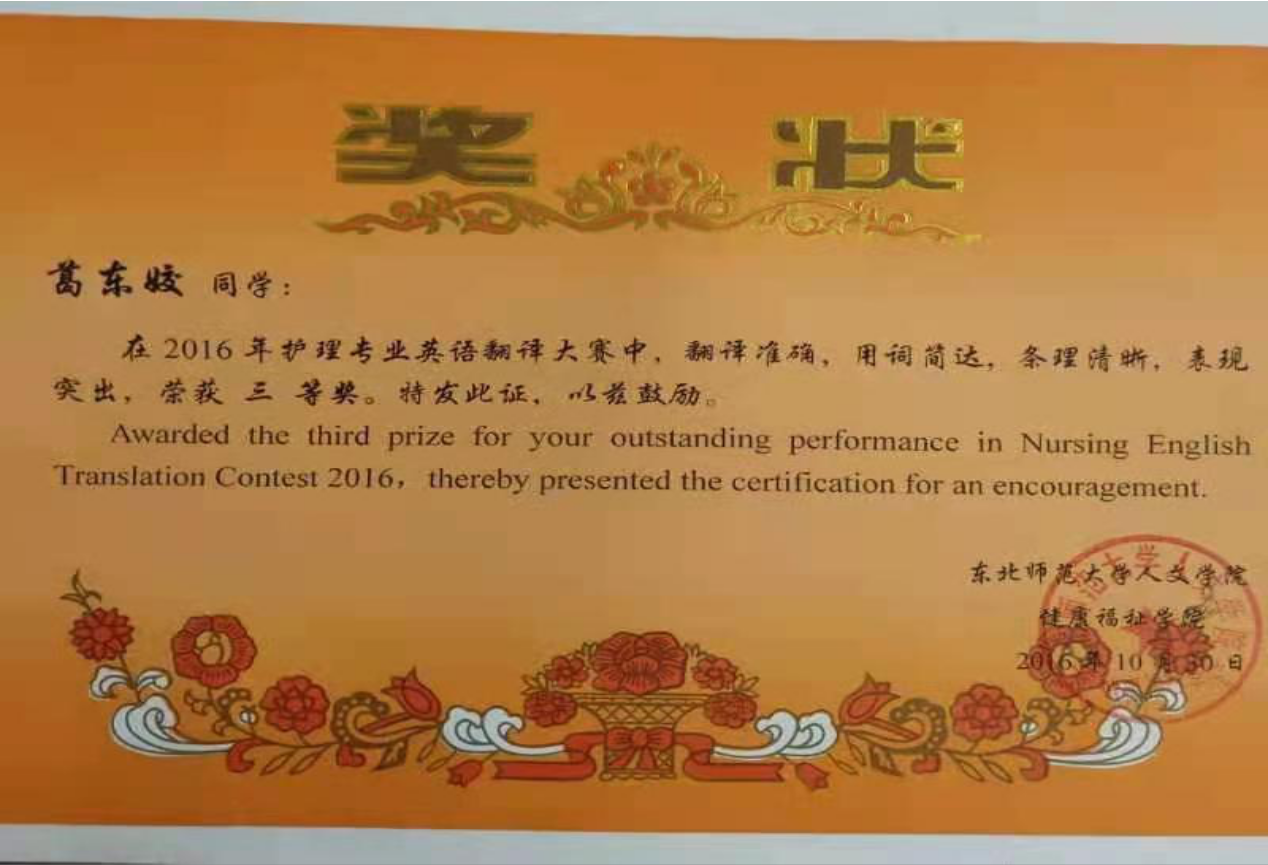 奖状
葛东姣 同学：
在 2016 年护理专业英语翻译大赛中，翻译准确，用词简达，条理清晰，表现
突出，荣获 三 等奖。特发此证，以兹鼓励。
Awarded the third prize for your outstanding performance in Nursing English
Translation Contest 2016，thereby presented the certification for an encouragement.
东北师范大学人文学院
健康福祉学院
2016 年 10 月 30 日